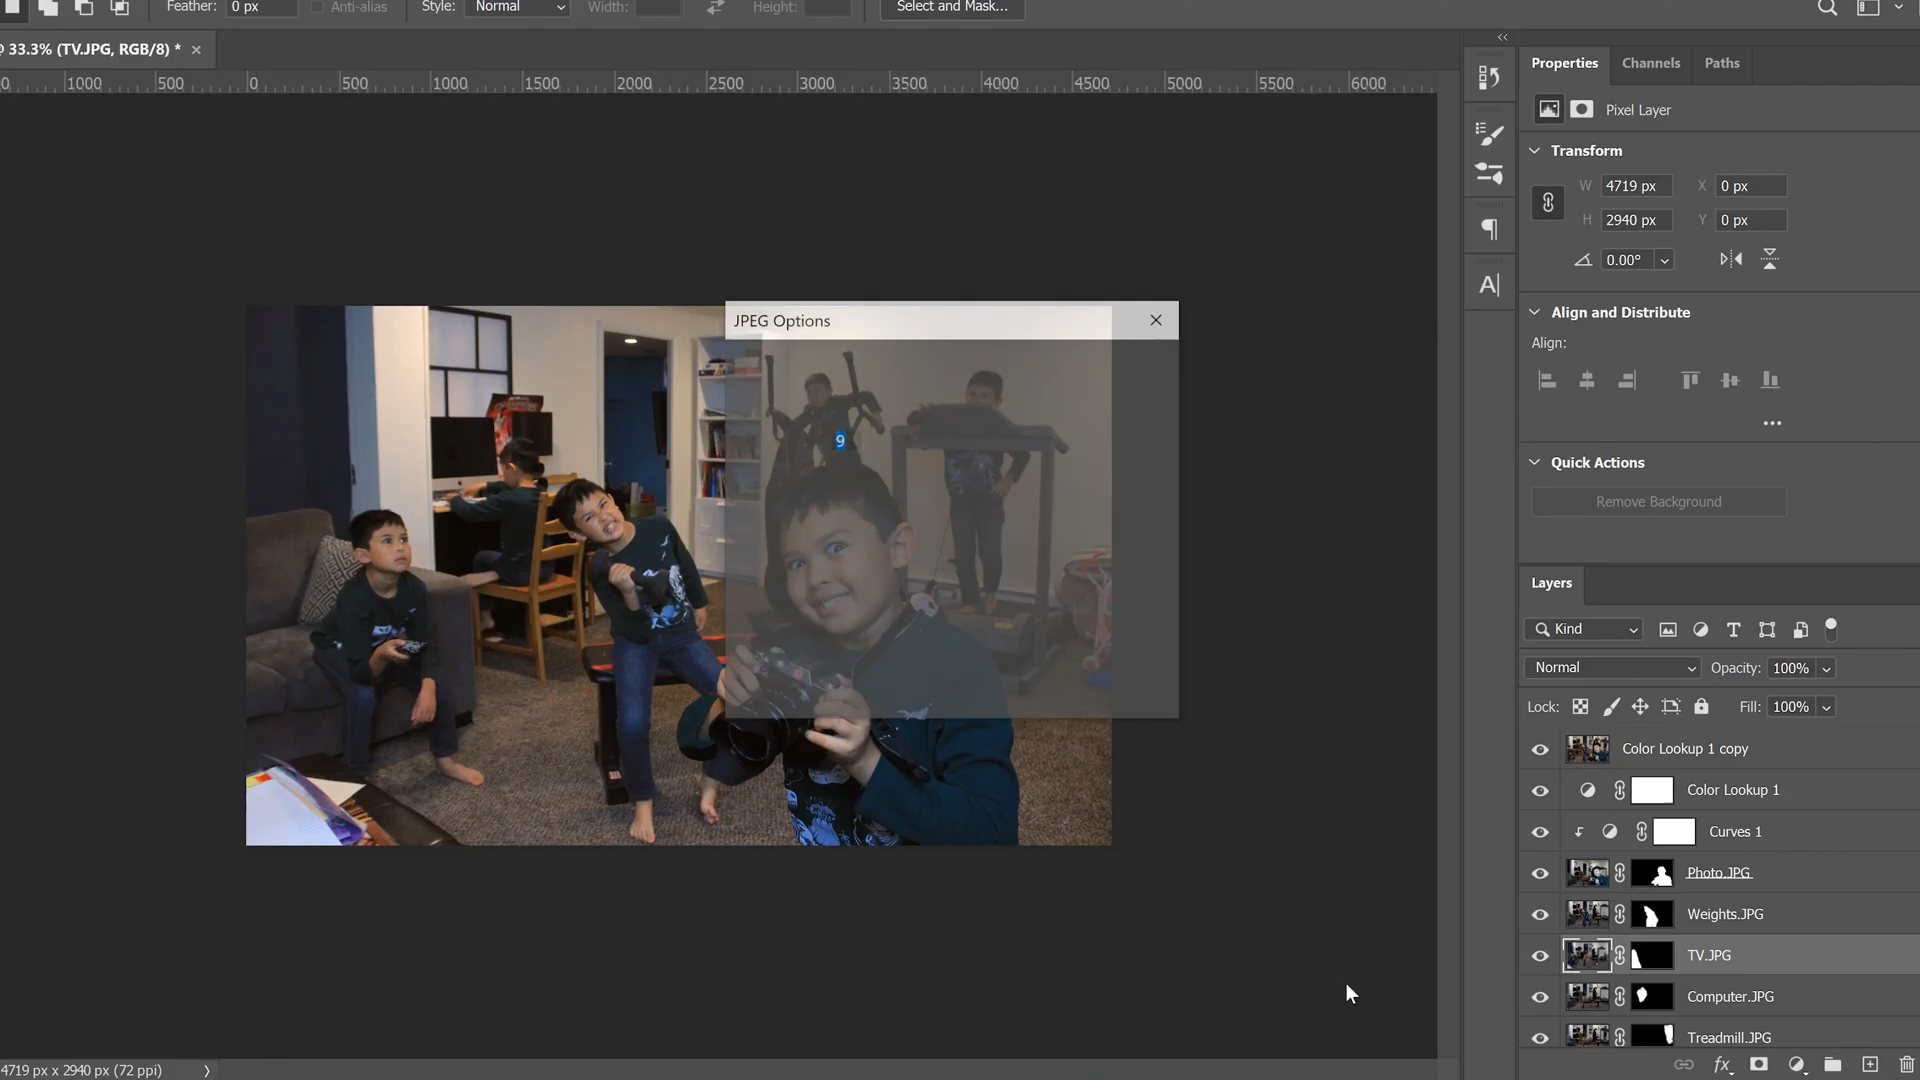 Feather: 0 px Anti-alias Style: Normal Width: Height: Select and Mask...
33.3% (TV.JPG, RGB/8) * ×
1000 500 0 500 1000 1500 2000 2500 3000 3500 4000 4500 5000 5500 6000
Properties Channels Paths
Pixel Layer
Transform
W 4719 px X 0 px
H 2940 px Y 0 px
0.00°
Align and Distribute
Align:
Quick Actions
Remove Background
JPEG Options
9
Layers
Kind
Normal Opacity: 100%
Lock: Fill: 100%
Color Lookup 1 copy
Color Lookup 1
Curves 1
Photo.JPG
Weights.JPG
TV.JPG
Computer.JPG
Treadmill.JPG
fx
4719 px x 2940 px (72 ppi)